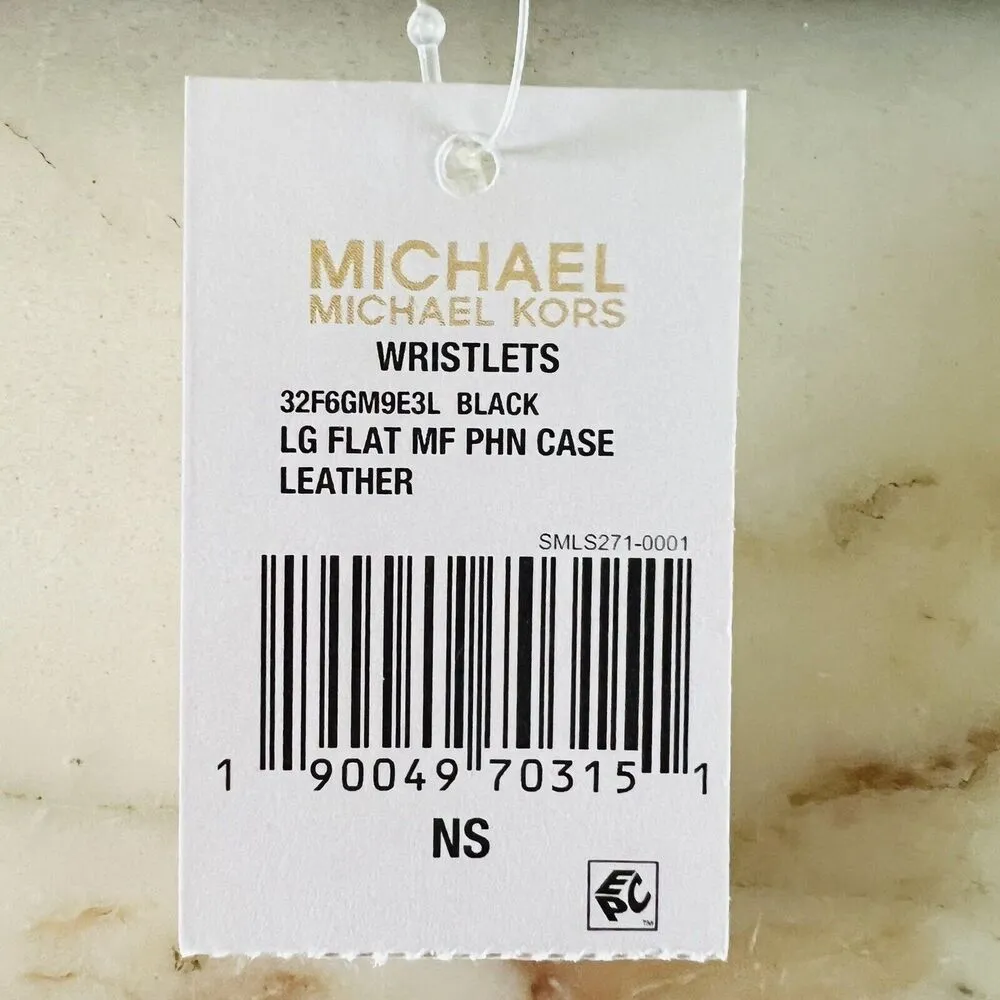 MICHAEL
MICHAEL KORS
WRISTLETS
32F6GM9E3L BLACK
LG FLAT MF PHN CASE
LEATHER
SMLS271-0001
1 90049 70315 1
NS
EPC
TM